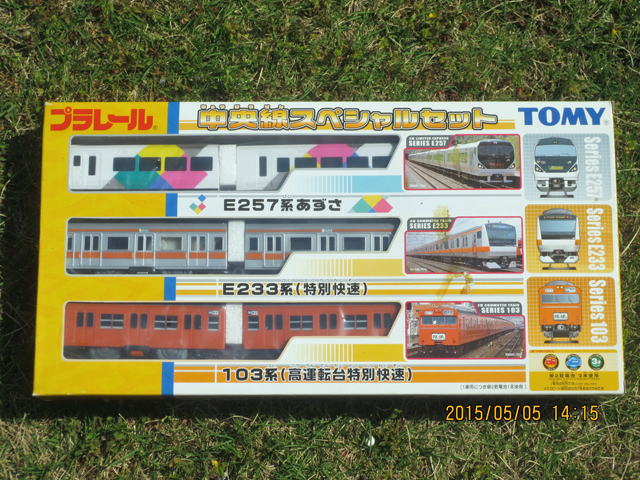 プラレール
中央線スペシャルセット
TOMY
JR LIMITED EXPRESS
SERIES E257
Series E257
E257系あずさ
JR COMMUTER TRAIN
SERIES E233
Series E233
E233系(特別快速)
JR COMMUTER TRAIN
SERIES 103
Series 103
103系(高運転台特別快速)
2015/05/05 14:15